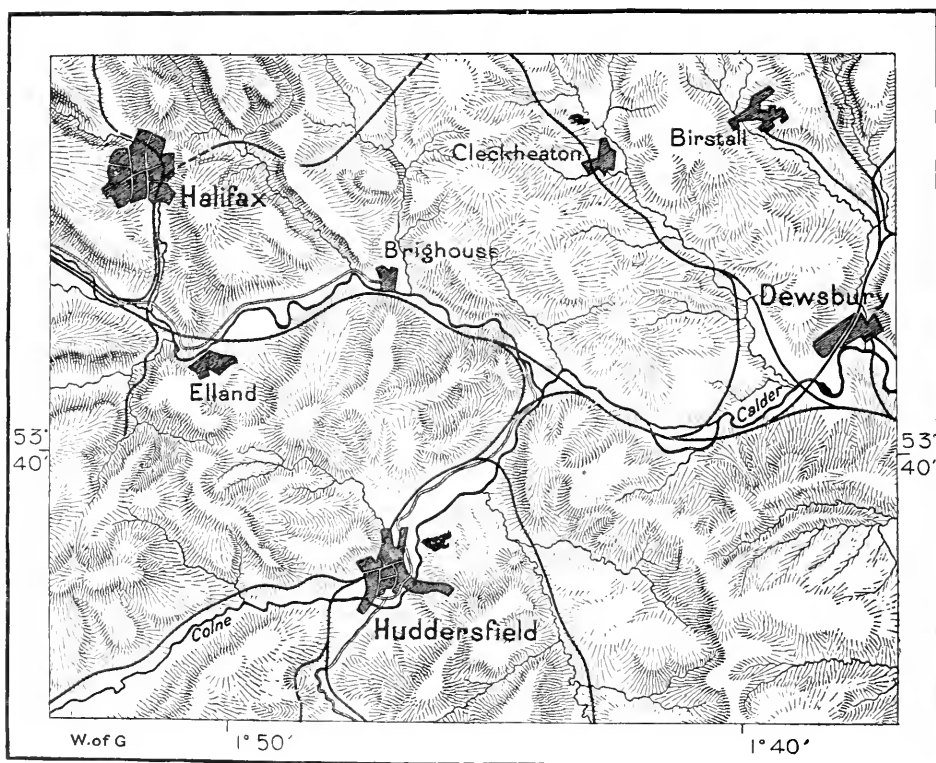 Birstall
Cleckheaton
Halifax
Brighouse
Dewsbury
Elland
Calder
53°
40'
53°
40'
Huddersfield
Colne
W. of G
1° 50'
1° 40'